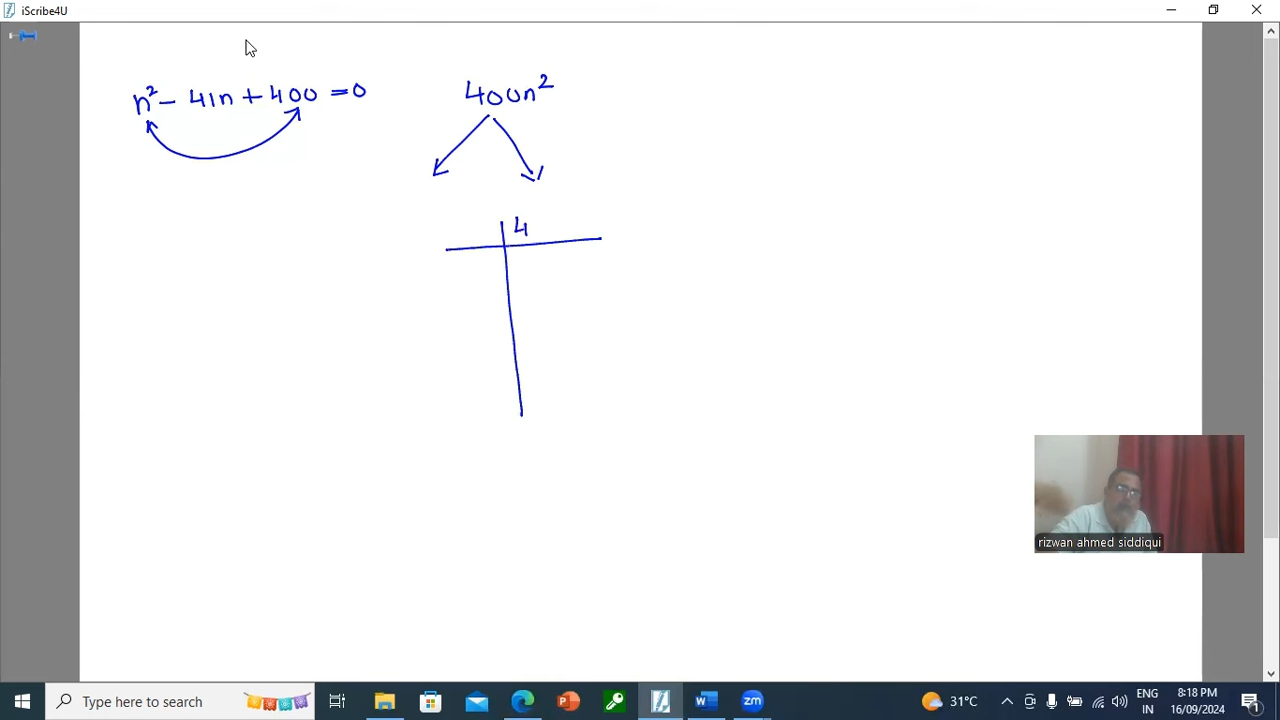 iScribe4U
n² - 41n + 400 = 0
400n²
4
rizwan ahmed siddiqui
Type here to search
31°C
ENG
IN
8:18 PM
16/09/2024
1